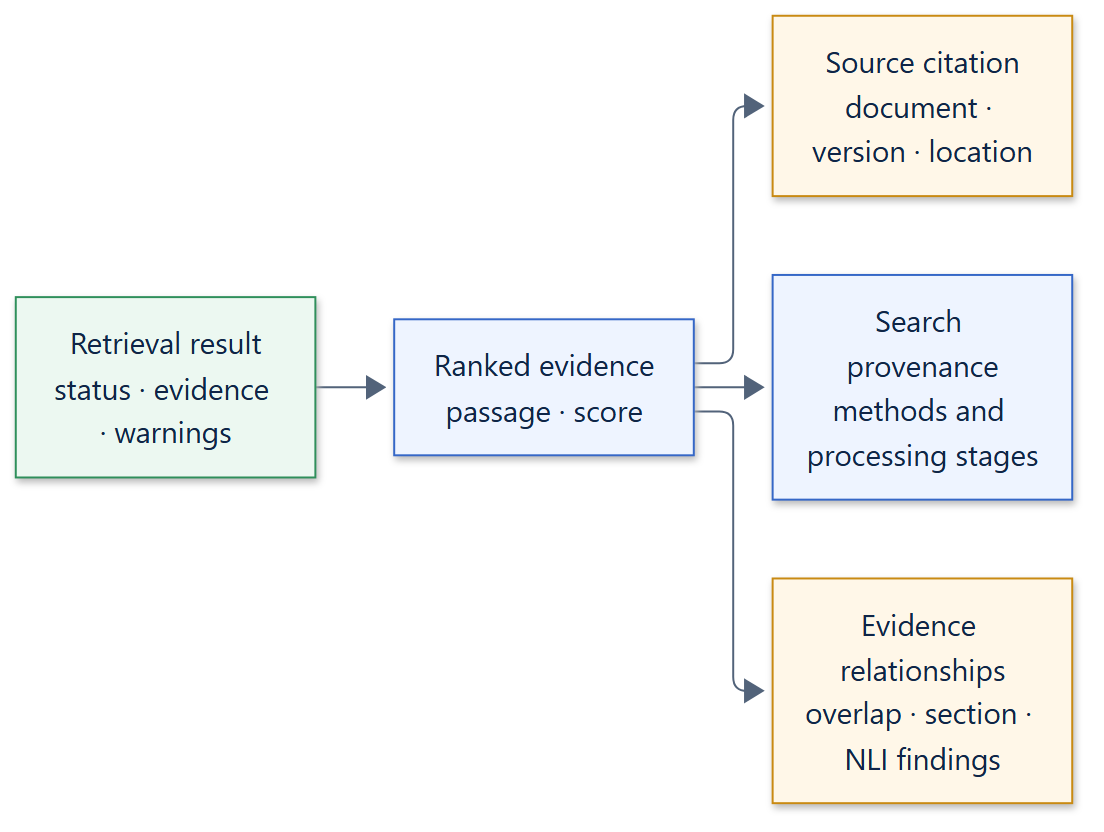 Retrieval result
status · evidence
· warnings
Ranked evidence
passage · score
Source citation
document ·
version · location
Search
provenance
methods and
processing stages
Evidence
relationships
overlap · section ·
NLI findings